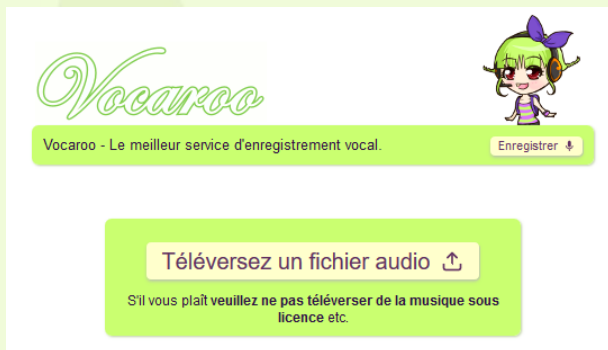 Vocaroo
Vocaroo - Le meilleur service d'enregistrement vocal.
Enregistrer
Téléversez un fichier audio
S'il vous plaît veuillez ne pas téléverser de la musique sous
licence etc.